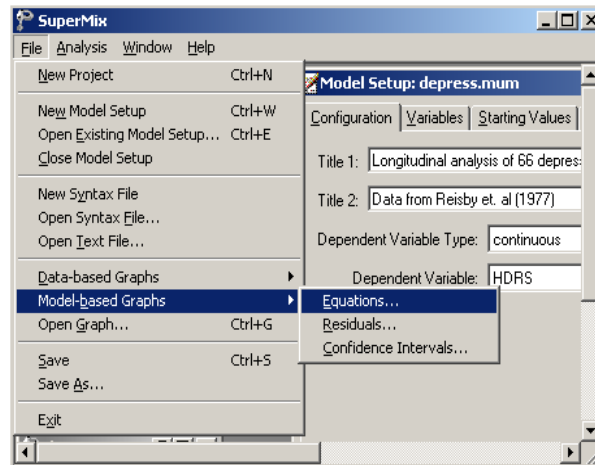 SuperMix
File Analysis Window Help
New Project Ctrl+N
New Model Setup Ctrl+W
Open Existing Model Setup... Ctrl+E
Close Model Setup
New Syntax File
Open Syntax File...
Open Text File...
Data-based Graphs
Model-based Graphs
Open Graph... Ctrl+G
Save Ctrl+S
Save As...
Exit
Equations...
Residuals...
Confidence Intervals...
Model Setup: depress.mum
Configuration Variables Starting Values
Title 1: Longitudinal analysis of 66 depres
Title 2: Data from Reisby et. al (1977)
Dependent Variable Type: continuous
Dependent Variable: HDRS